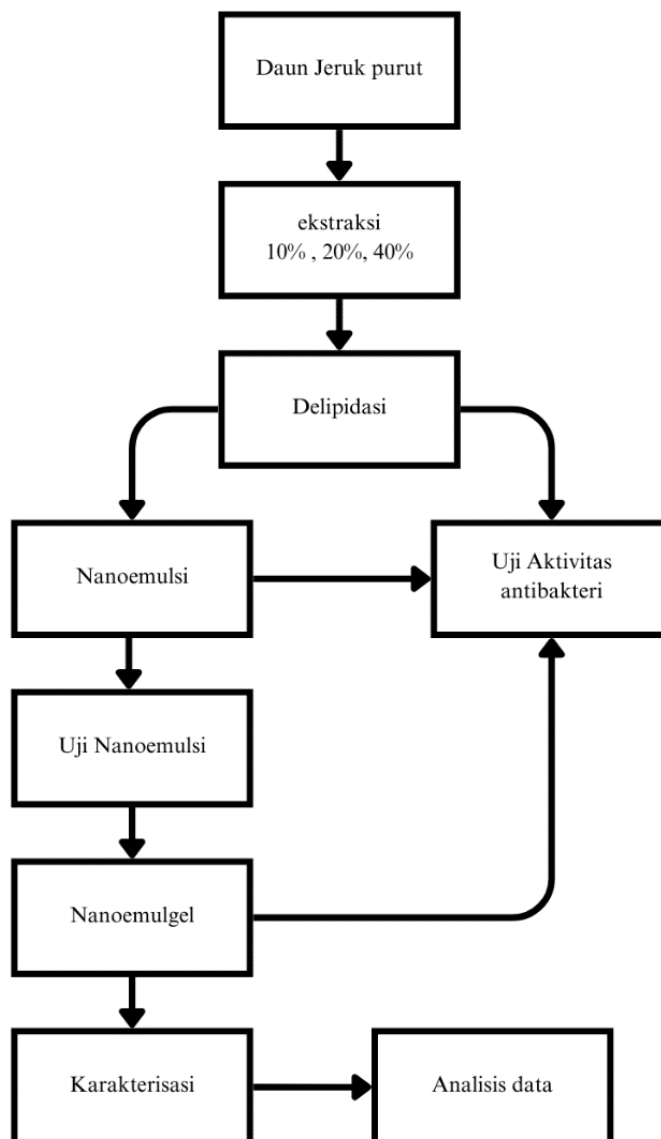 Daun Jeruk purut
ekstraksi
10% , 20%, 40%
Delipidasi
Nanoemulsi
Uji Aktivitas
antibakteri
Uji Nanoemulsi
Nanoemulgel
Karakterisasi
Analisis data